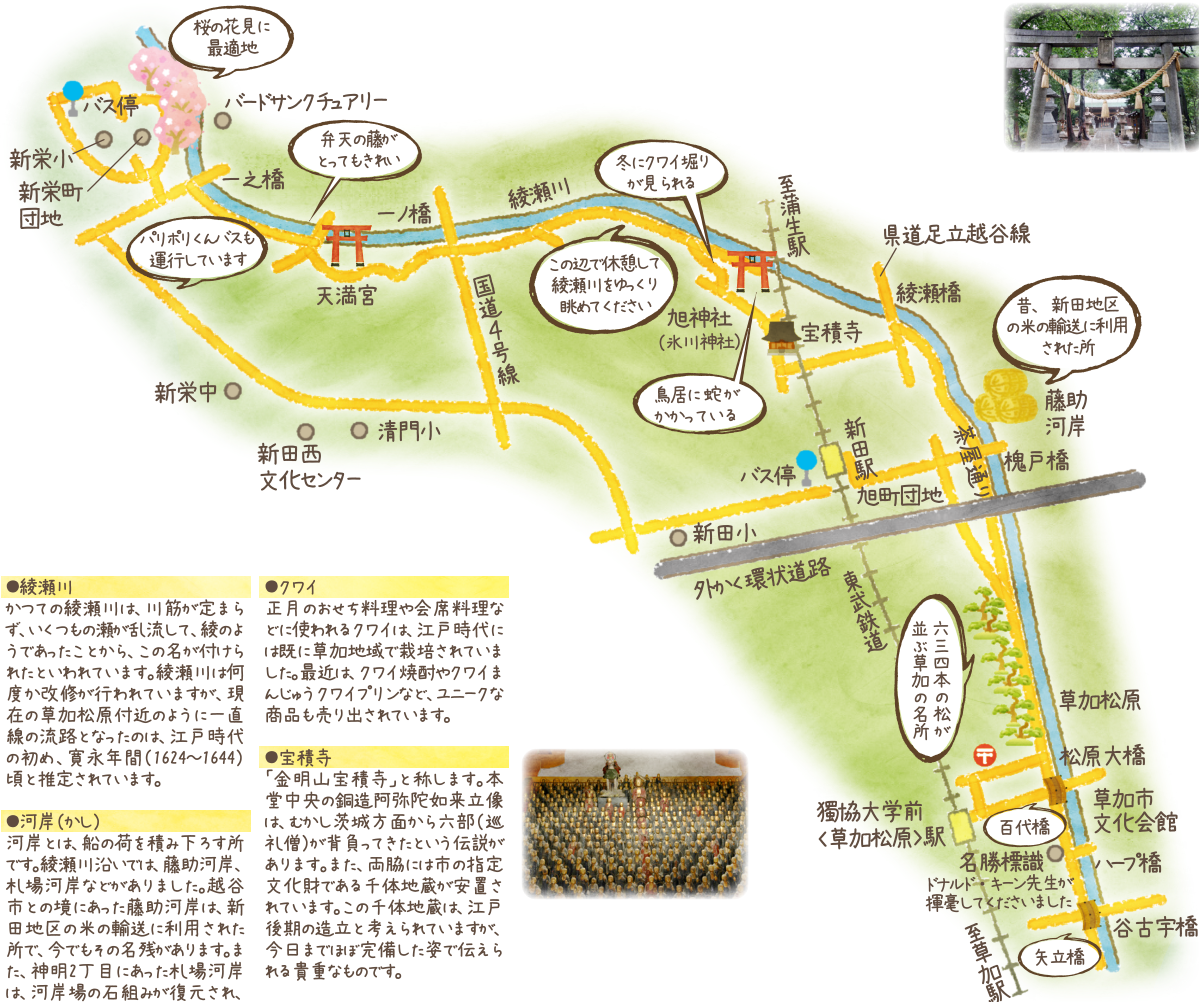 桜の花見に
最適地
バス停
バードサンクチュアリー
新栄小
新栄町
団地
一之橋
弁天の藤が
とってもきれい
一ノ橋
綾瀬川
冬にクワイ堀り
が見られる
至蒲生駅
県道足立越谷線
パリポリくんバスも
運行しています
天満宮
国道4号線
この辺で休憩して
綾瀬川をゆっくり
眺めてください
旭神社
(氷川神社)
宝積寺
綾瀬橋
昔、新田地区
の米の輸送に利用
された所
鳥居に蛇が
かかっている
藤助
河岸
新栄中
新田西
文化センター
清門小
バス停
新田駅
茶屋通り
槐戸橋
旭町団地
新田小
外かく環状道路
東武鉄道
六三四本の松が
並ぶ草加の名所
草加松原
松原大橋
獨協大学前
〈草加松原〉駅
百代橋
草加市
文化会館
名勝標識
ドナルド・キーン先生が
揮毫してくださいました
ハープ橋
谷古宇橋
矢立橋
至草加駅
●綾瀬川
かつての綾瀬川は、川筋が定まら
ず、いくつもの瀬が乱流して、綾のよ
うであったことから、この名が付けら
れたといわれています。綾瀬川は何
度か改修が行われていますが、現
在の草加松原付近のように一直
線の流路となったのは、江戸時代
の初め、寛永年間(1624〜1644)
頃と推定されています。
●河岸(かし)
河岸とは、船の荷を積み下ろす所
です。綾瀬川沿いでは、藤助河岸、
札場河岸などがありました。越谷
市との境にあった藤助河岸は、新
田地区の米の輸送に利用された
所で、今でもその名残があります。ま
た、神明2丁目にあった札場河岸
は、河岸場の石組みが復元され、
●クワイ
正月のおせち料理や会席料理な
どに使われるクワイは、江戸時代に
は既に草加地域で栽培されていま
した。最近は、クワイ焼酎やクワイま
んじゅうクワイプリンなど、ユニークな
商品も売り出されています。
●宝積寺
「金明山宝積寺」と称します。本
堂中央の銅造阿弥陀如来立像
は、むかし茨城方面から六部(巡
礼僧)が背負ってきたという伝説が
あります。また、両脇には市の指定
文化財である千体地蔵が安置さ
れています。この千体地蔵は、江戸
後期の造立と考えられていますが、
今日までほぼ完備した姿で伝えら
れる貴重なものです。